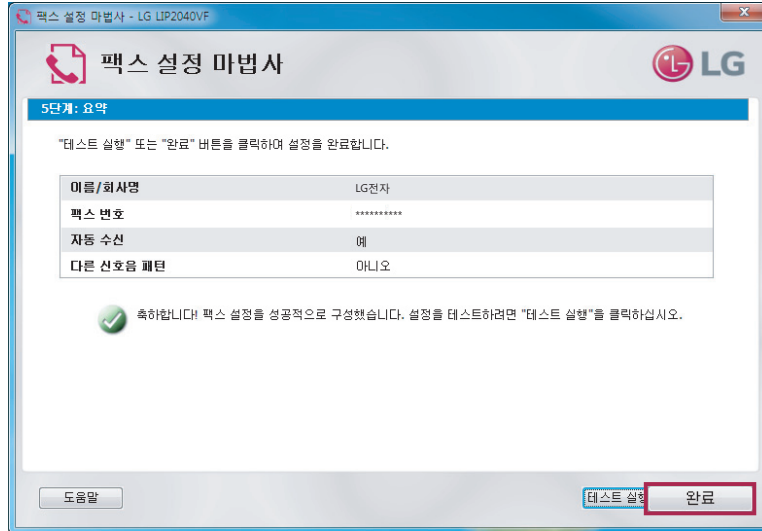 팩스 설정 마법사 - LG LIP2040VF
팩스 설정 마법사
LG
5단계: 요약
"테스트 실행" 또는 "완료" 버튼을 클릭하여 설정을 완료합니다.
이름/회사명 LG전자
팩스 번호 **********
자동 수신 예
다른 신호음 패턴 아니오
축하합니다! 팩스 설정을 성공적으로 구성했습니다. 설정을 테스트하려면 "테스트 실행"을 클릭하십시오.
도움말 테스트 실행 완료